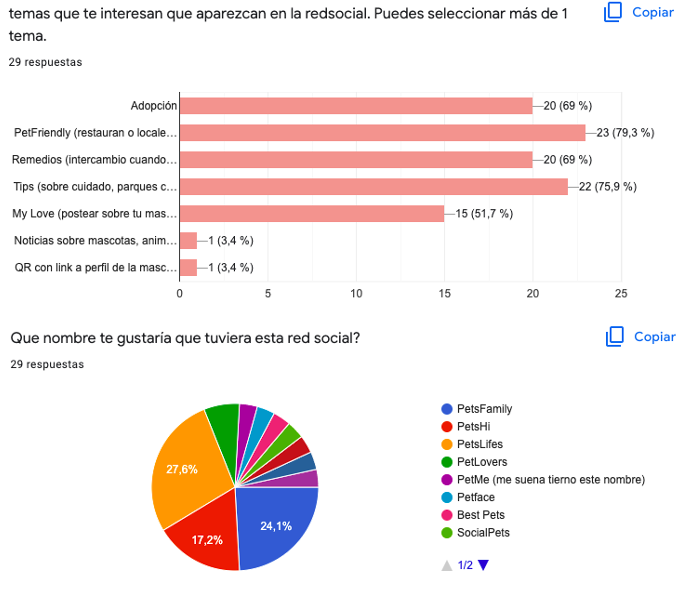 temas que te interesan que aparezcan en la redsocial. Puedes seleccionar más de 1
tema.
Copiar
29 respuestas
Adopción
20 (69 %)
PetFriendly (restauran o locale…
23 (79,3 %)
Remedios (intercambio cuando…
20 (69 %)
Tips (sobre cuidado, parques c…
22 (75,9 %)
My Love (postear sobre tu mas…
15 (51,7 %)
Noticias sobre mascotas, anim…
1 (3,4 %)
QR con link a perfil de la masc…
1 (3,4 %)
0 5 10 15 20 25
Que nombre te gustaría que tuviera esta red social?
Copiar
29 respuestas
27,6%
17,2%
24,1%
PetsFamily
PetsHi
PetsLifes
PetLovers
PetMe (me suena tierno este nombre)
Petface
Best Pets
SocialPets
1/2